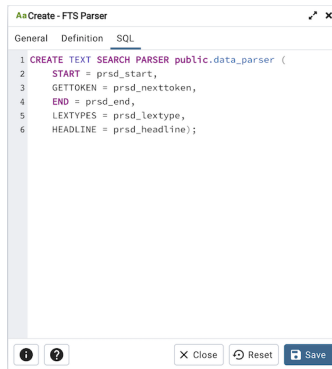 Aa Create - FTS Parser
General Definition SQL
1 CREATE TEXT SEARCH PARSER public.data_parser (
2 START = prsd_start,
3 GETTOKEN = prsd_nexttoken,
4 END = prsd_end,
5 LEXTYPES = prsd_lextype,
6 HEADLINE = prsd_headline);
Close Reset Save